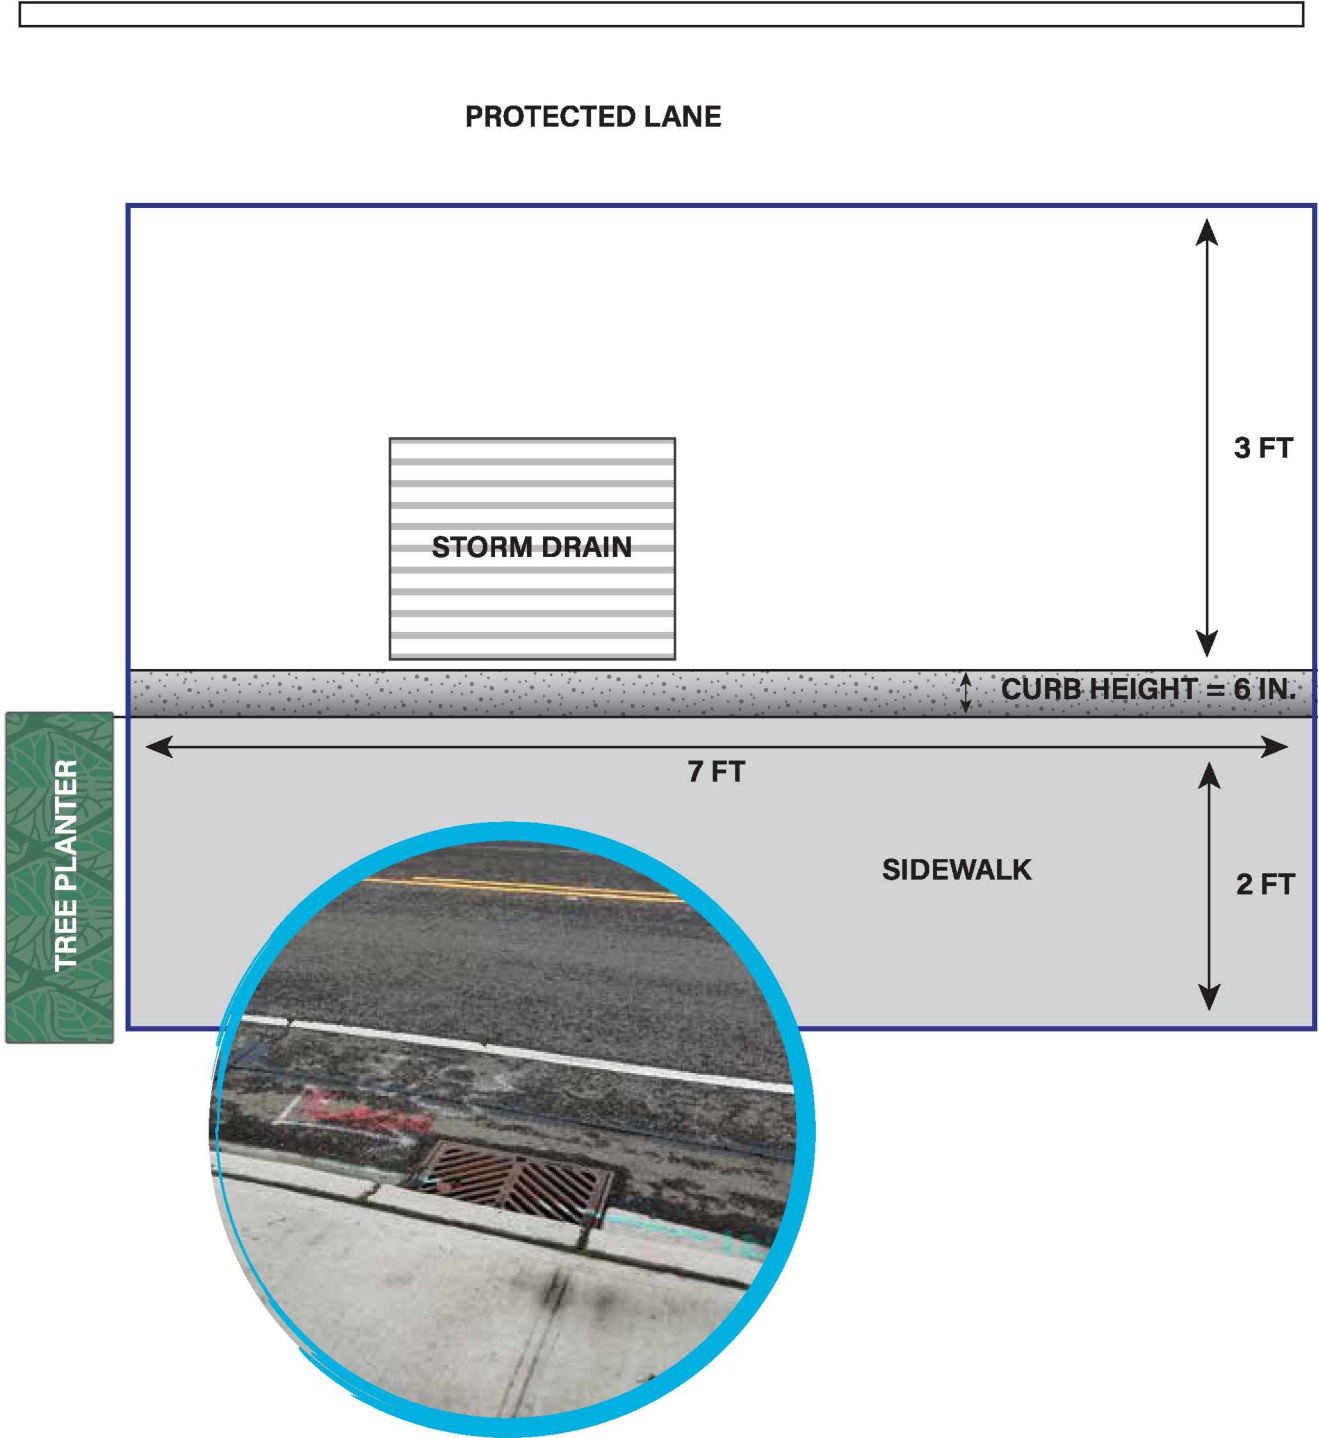 PROTECTED LANE
3 FT
STORM DRAIN
CURB HEIGHT = 6 IN.
7 FT
TREE PLANTER
SIDEWALK
2 FT